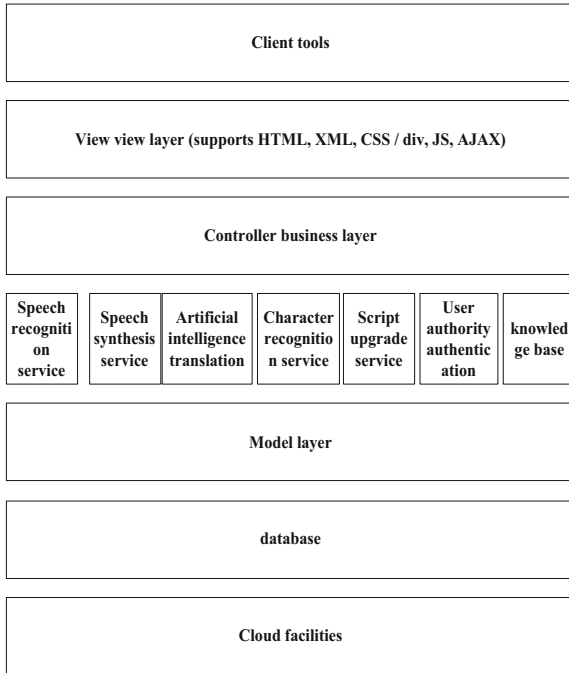 Client tools
View view layer (supports HTML, XML, CSS / div, JS, AJAX)
Controller business layer
Speech
recogniti
on
service
Speech
synthesis
service
Artificial
intelligence
translation
Character
recognitio
n service
Script
upgrade
service
User
authority
authentic
ation
knowled
ge base
Model layer
database
Cloud facilities